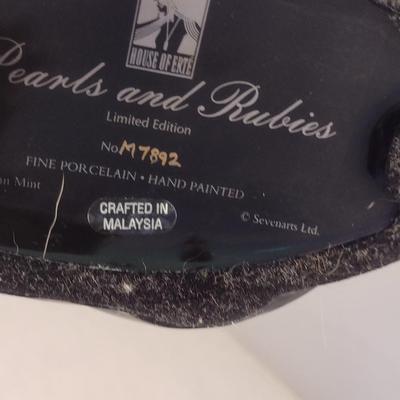 HOUSE OF ERTÉ
Pearls and Rubies
Limited Edition
No. M7892
FINE PORCELAIN • HAND PAINTED
Mint
CRAFTED IN
MALAYSIA
© Sevenarts Ltd.